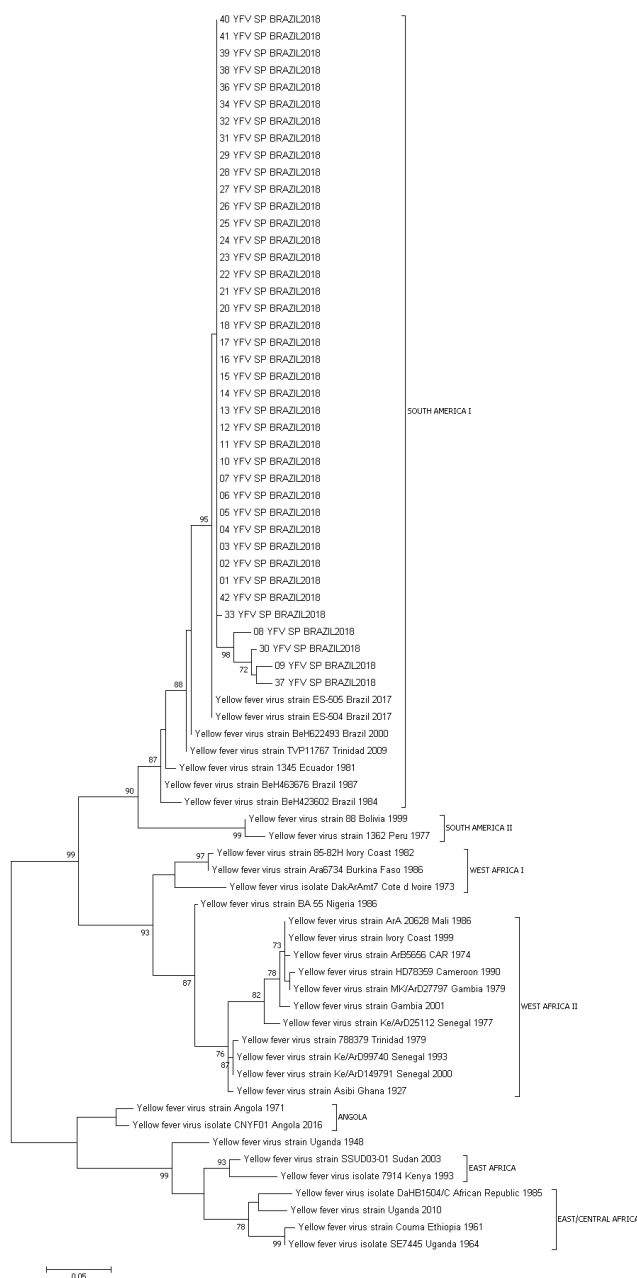 40 YFV SP BRAZIL2018
41 YFV SP BRAZIL2018
39 YFV SP BRAZIL2018
38 YFV SP BRAZIL2018
36 YFV SP BRAZIL2018
34 YFV SP BRAZIL2018
32 YFV SP BRAZIL2018
31 YFV SP BRAZIL2018
29 YFV SP BRAZIL2018
28 YFV SP BRAZIL2018
27 YFV SP BRAZIL2018
26 YFV SP BRAZIL2018
25 YFV SP BRAZIL2018
24 YFV SP BRAZIL2018
23 YFV SP BRAZIL2018
22 YFV SP BRAZIL2018
21 YFV SP BRAZIL2018
20 YFV SP BRAZIL2018
18 YFV SP BRAZIL2018
17 YFV SP BRAZIL2018
16 YFV SP BRAZIL2018
15 YFV SP BRAZIL2018
14 YFV SP BRAZIL2018
13 YFV SP BRAZIL2018
SOUTH AMERICA I
12 YFV SP BRAZIL2018
11 YFV SP BRAZIL2018
10 YFV SP BRAZIL2018
07 YFV SP BRAZIL2018
06 YFV SP BRAZIL2018
05 YFV SP BRAZIL2018
95
04 YFV SP BRAZIL2018
03 YFV SP BRAZIL2018
02 YFV SP BRAZIL2018
01 YFV SP BRAZIL2018
42 YFV SP BRAZIL2018
33 YFV SP BRAZIL2018
08 YFV SP BRAZIL2018
98
30 YFV SP BRAZIL2018
72
09 YFV SP BRAZIL2018
37 YFV SP BRAZIL2018
88
Yellow fever virus strain ES-505 Brazil 2017
Yellow fever virus strain ES-504 Brazil 2017
Yellow fever virus strain BeH622493 Brazil 2000
Yellow fever virus strain TVP11767 Trinidad 2009
87
Yellow fever virus strain 1345 Ecuador 1981
Yellow fever virus strain BeH463676 Brazil 1987
90
Yellow fever virus strain BeH423602 Brazil 1984
Yellow fever virus strain 88 Bolivia 1999
SOUTH AMERICA II
99
Yellow fever virus strain 1362 Peru 1977
99
Yellow fever virus strain 85-82H Ivory Coast 1982
97
Yellow fever virus strain Ara6734 Burkina Faso 1986
WEST AFRICA I
Yellow fever virus isolate DakArAmt7 Cote d Ivoire 1973
Yellow fever virus strain BA 55 Nigeria 1986
93
Yellow fever virus strain ArA 20628 Mali 1986
Yellow fever virus strain Ivory Coast 1999
73
Yellow fever virus strain ArB5656 CAR 1974
Yellow fever virus strain HD78359 Cameroon 1990
78
87
Yellow fever virus strain MK/ArD27797 Gambia 1979
82
Yellow fever virus strain Gambia 2001
WEST AFRICA II
Yellow fever virus strain Ke/ArD25112 Senegal 1977
Yellow fever virus strain 788379 Trinidad 1979
76
Yellow fever virus strain Ke/ArD99740 Senegal 1993
87
Yellow fever virus strain Ke/ArD149791 Senegal 2000
Yellow fever virus strain Asibi Ghana 1927
Yellow fever virus strain Angola 1971
ANGOLA
Yellow fever virus isolate CNYF01 Angola 2016
Yellow fever virus strain Uganda 1948
Yellow fever virus strain SSUD03-01 Sudan 2003
93
EAST AFRICA
99
Yellow fever virus isolate 7914 Kenya 1993
Yellow fever virus isolate DaHB1504/C African Republic 1985
Yellow fever virus strain Uganda 2010
EAST/CENTRAL AFRICA
78
Yellow fever virus strain Couma Ethiopia 1961
99
Yellow fever virus isolate SE7445 Uganda 1964
0.05